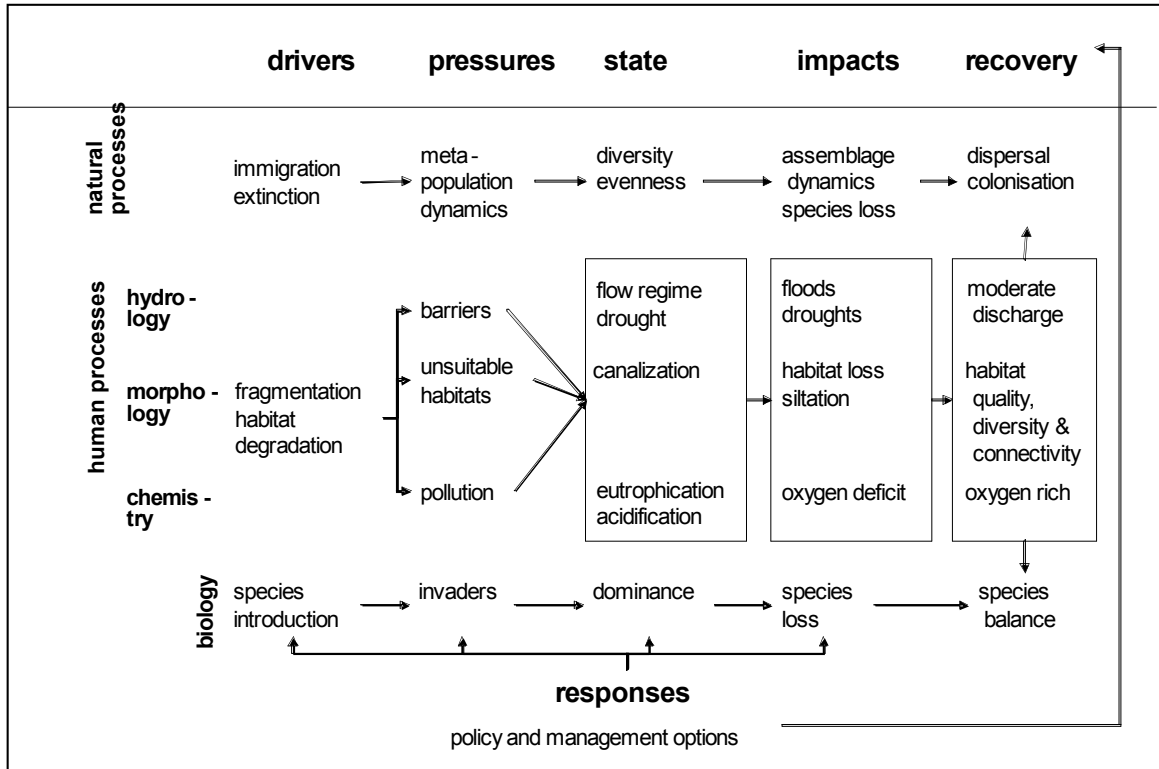 drivers pressures state impacts recovery
natural
processes
immigration
extinction
meta -
population
dynamics
diversity
evenness
assemblage
dynamics
species loss
dispersal
colonisation
human processes
hydro -
logy
barriers
flow regime
drought
floods
droughts
moderate
discharge
morpho -
logy
fragmentation
habitat
degradation
unsuitable
habitats
canalization
habitat loss
siltation
habitat
quality,
diversity &
connectivity
chemis -
try
pollution
eutrophication
acidification
oxygen deficit
oxygen rich
biology
species
introduction
invaders
dominance
species
loss
species
balance
responses
policy and management options